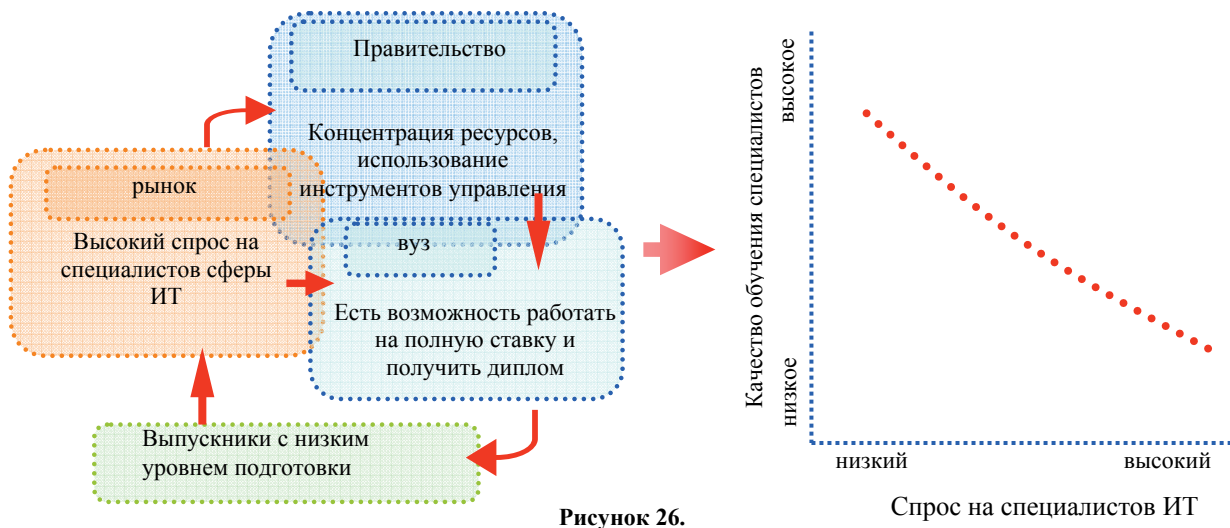 Правительство
Концентрация ресурсов,
использование
инструментов управления
рынок
Высокий спрос на
специалистов сферы
ИТ
вуз
Есть возможность работать
на полную ставку и
получить диплом
Выпускники с низким
уровнем подготовки
Качество обучения специалистов
высокое
низкое
низкий
высокий
Спрос на специалистов ИТ
Рисунок 26.